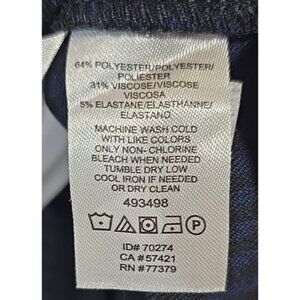 64% POLYESTER/POLYESTER/
POLIÉSTER
31% VISCOSE/VISCOSE/
VISCOSA
5% ELASTANE/ELASTHANNE/
ELASTANO
MACHINE WASH COLD
WITH LIKE COLORS
ONLY NON- CHLORINE
BLEACH WHEN NEEDED
TUMBLE DRY LOW
COOL IRON IF NEEDED
OR DRY CLEAN
493498
P
ID# 70274
CA # 57421
RN #77379